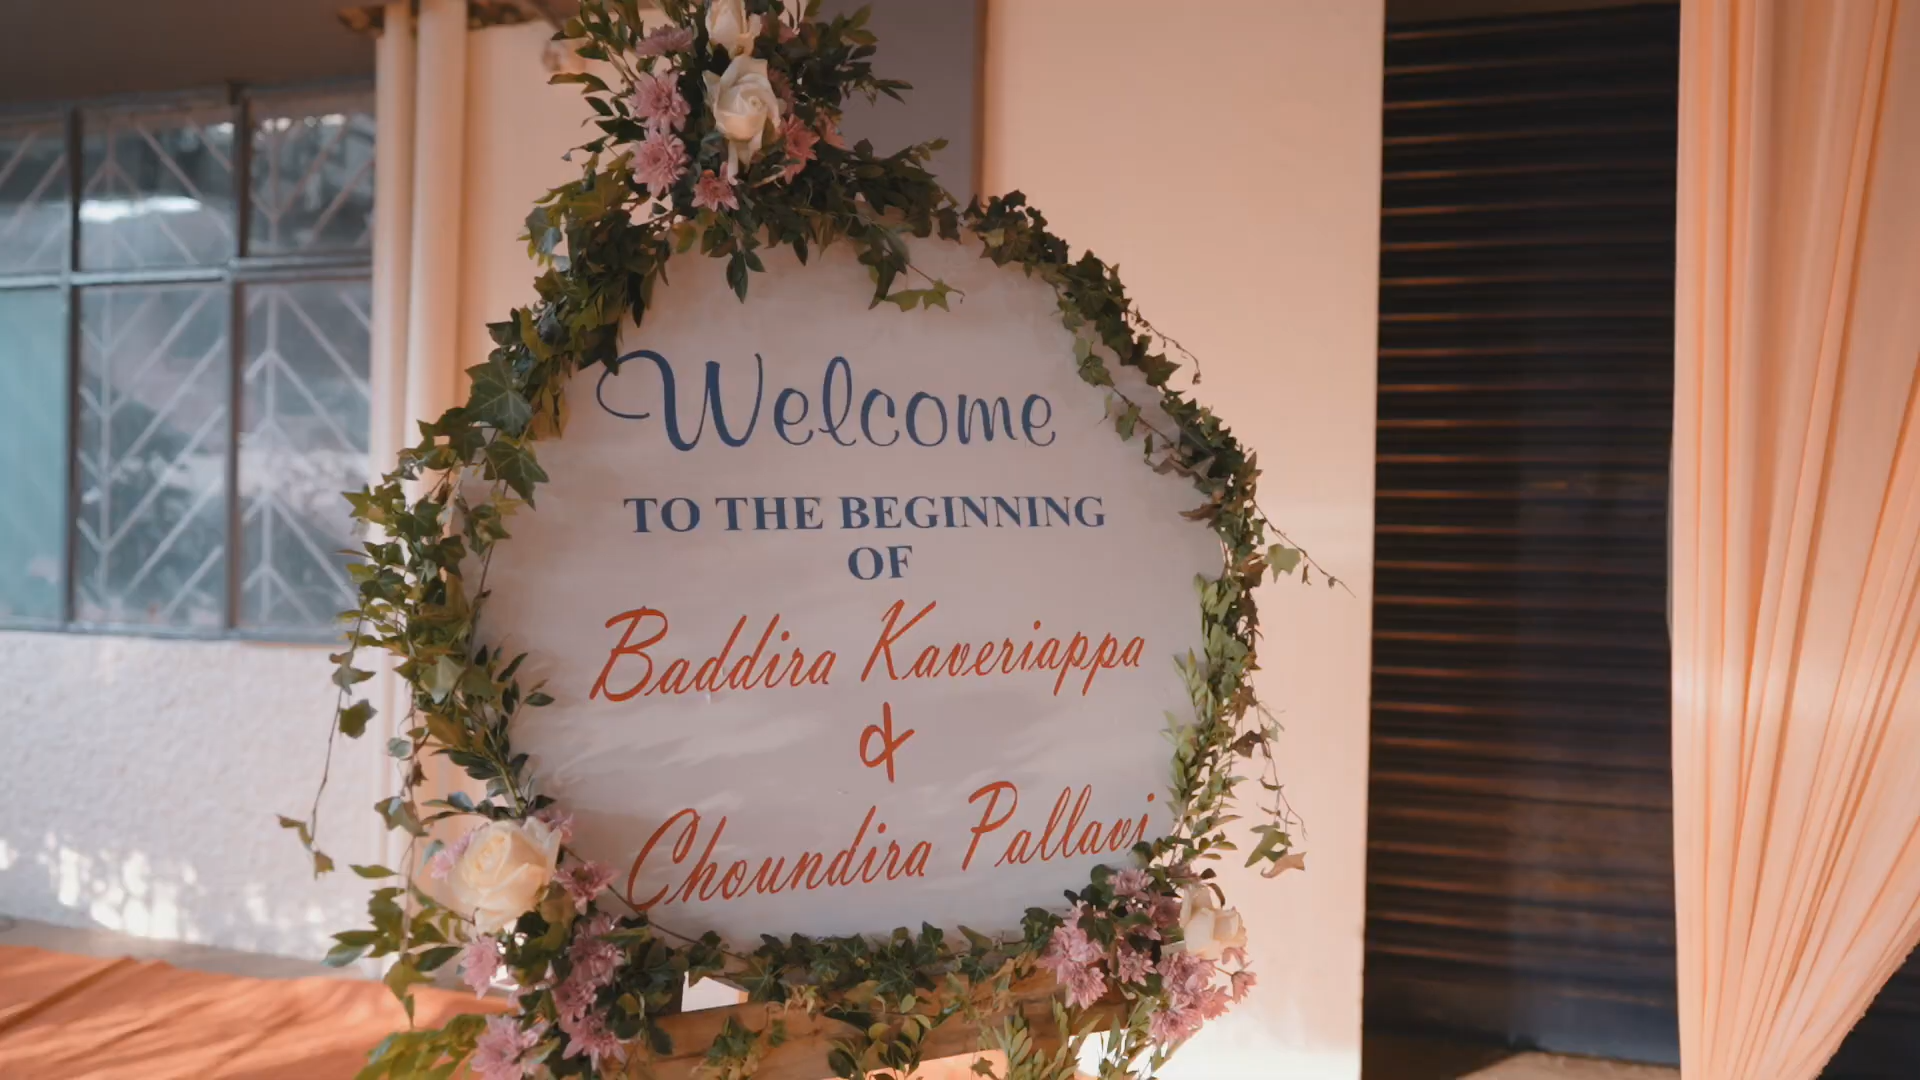 Welcome
TO THE BEGINNING
OF
Baddira Kaveriappa
&
Choundira Pallavi